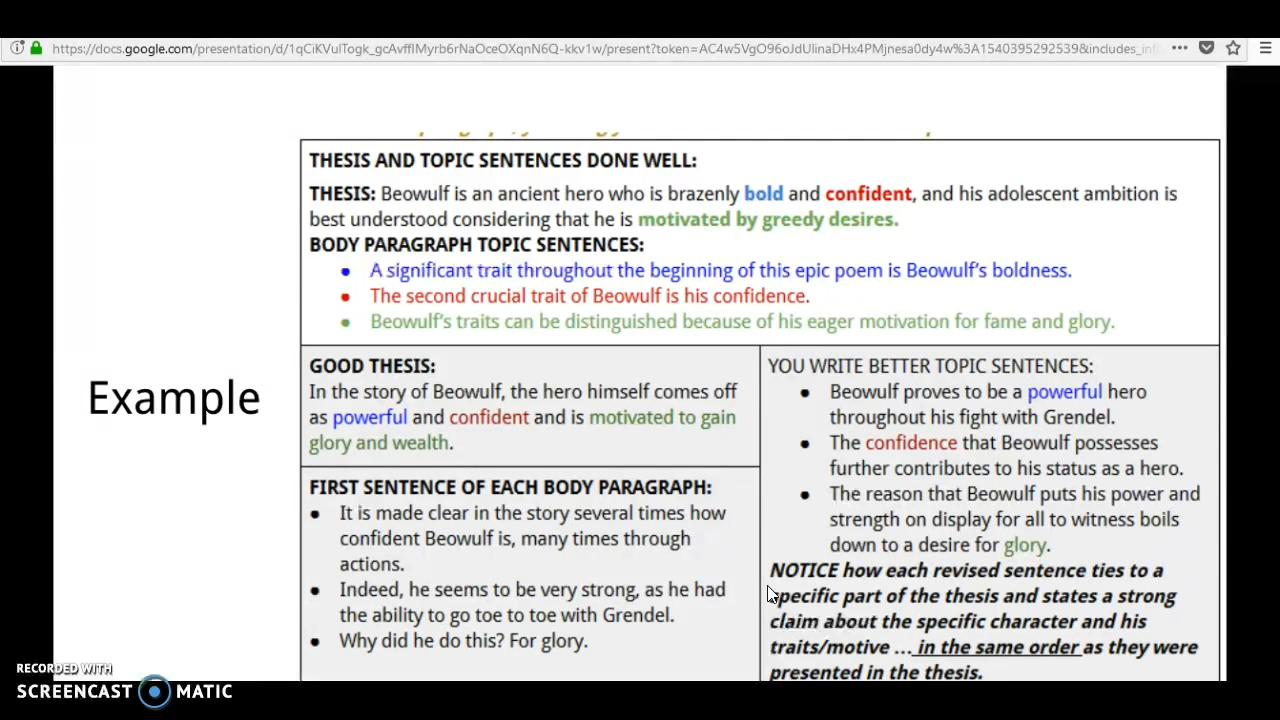 https://docs.google.com/presentation/d/1qCiKVulTogk_gcAvfflMyrb6rNaOceOXqnN6Q-kkv1w/present?token=AC4w5VgO96oJdUlinaDHx4PMjnesa0dy4w%3A1540395292539&includes_inf
THESIS AND TOPIC SENTENCES DONE WELL:
THESIS: Beowulf is an ancient hero who is brazenly bold and confident, and his adolescent ambition is
best understood considering that he is motivated by greedy desires.
BODY PARAGRAPH TOPIC SENTENCES:
● A significant trait throughout the beginning of this epic poem is Beowulf's boldness.
● The second crucial trait of Beowulf is his confidence.
● Beowulf's traits can be distinguished because of his eager motivation for fame and glory.
Example
GOOD THESIS:
In the story of Beowulf, the hero himself comes off
as powerful and confident and is motivated to gain
glory and wealth.
FIRST SENTENCE OF EACH BODY PARAGRAPH:
● It is made clear in the story several times how
confident Beowulf is, many times through
actions.
● Indeed, he seems to be very strong, as he had
the ability to go toe to toe with Grendel.
● Why did he do this? For glory.
YOU WRITE BETTER TOPIC SENTENCES:
● Beowulf proves to be a powerful hero
throughout his fight with Grendel.
● The confidence that Beowulf possesses
further contributes to his status as a hero.
● The reason that Beowulf puts his power and
strength on display for all to witness boils
down to a desire for glory.
NOTICE how each revised sentence ties to a
specific part of the thesis and states a strong
claim about the specific character and his
traits/motive ... in the same order as they were
presented in the thesis.
RECORDED WITH
SCREENCAST MATIC